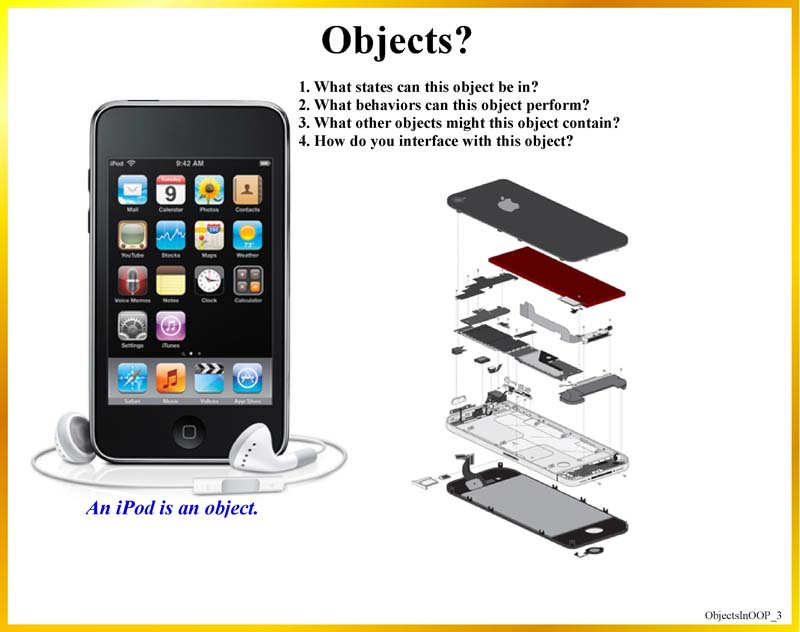 Objects?
1. What states can this object be in?
2. What behaviors can this object perform?
3. What other objects might this object contain?
4. How do you interface with this object?
iPod 9:42 AM
Tuesday
9
280
73°
Mail Calendar Photos Contacts
YouTube Stocks Maps Weather
Voice Memos Notes Clock Calculator
Settings iTunes
Safari Music Videos App Store
An iPod is an object.
ObjectsInOOP_3